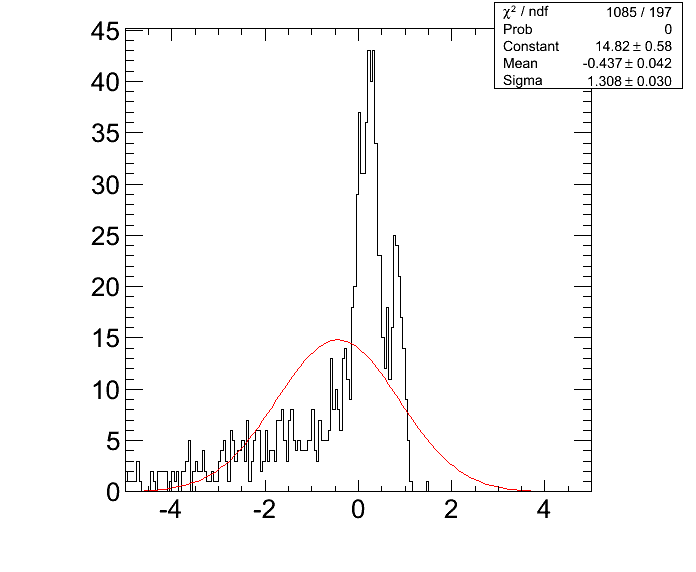 χ² / ndf 1085 / 197
Prob 0
Constant 14.82 ± 0.58
Mean -0.437 ± 0.042
Sigma 1.308 ± 0.030
45
40
35
30
25
20
15
10
5
0
-4 -2 0 2 4